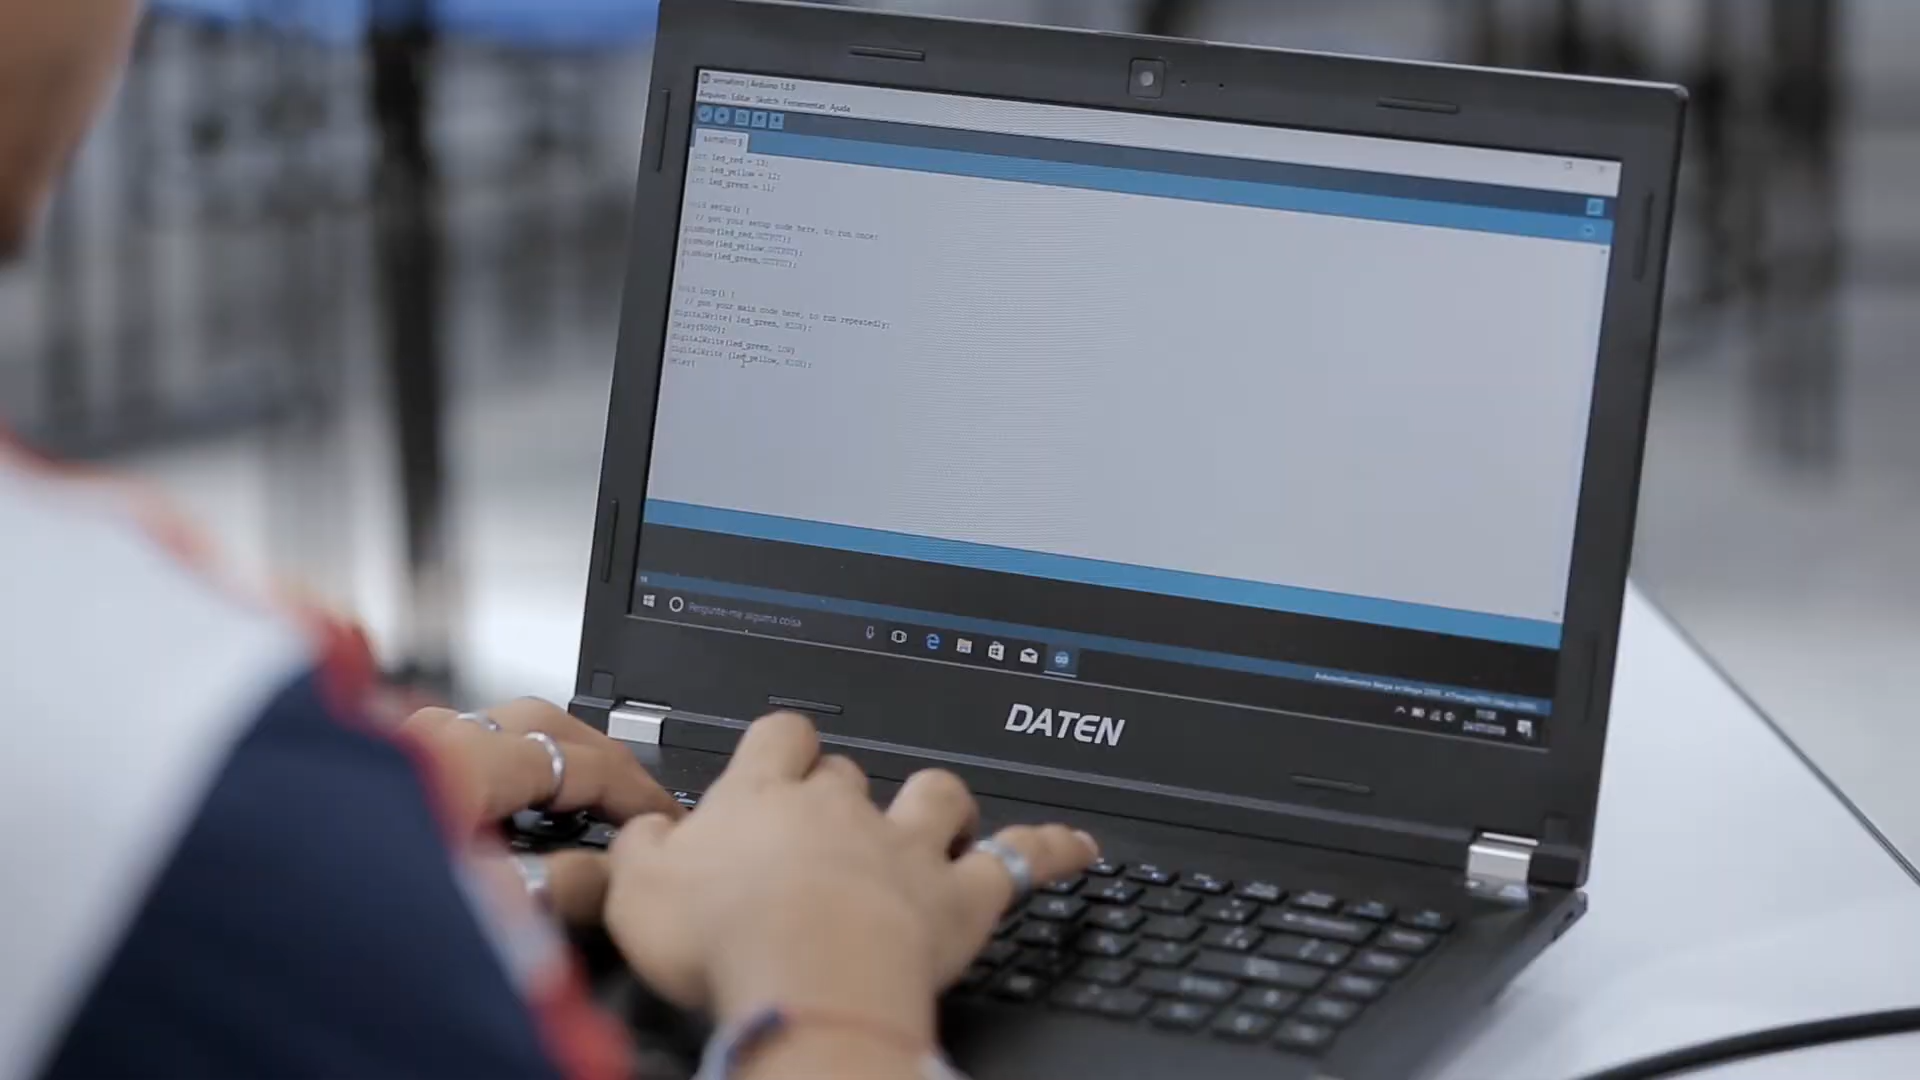 semaforo | Arduino 1.8.9
Arquivo Editar Sketch Ferramentas Ajuda
semaforo §
int led_red = 13;
int led_yellow = 12;
int led_green = 11;
void setup() {
// put your setup code here, to run once:
pinMode(led_red,OUTPUT);
pinMode(led_yellow,OUTPUT);
pinMode(led_green,OUTPUT);
}
void loop() {
// put your main code here, to run repeatedly:
digitalWrite( led_green, HIGH);
delay(5000);
digitalWrite(led_green, LOW)
digitalWrite (led_yellow, HIGH);
delay(
Pergunte-me alguma coisa
DATEN